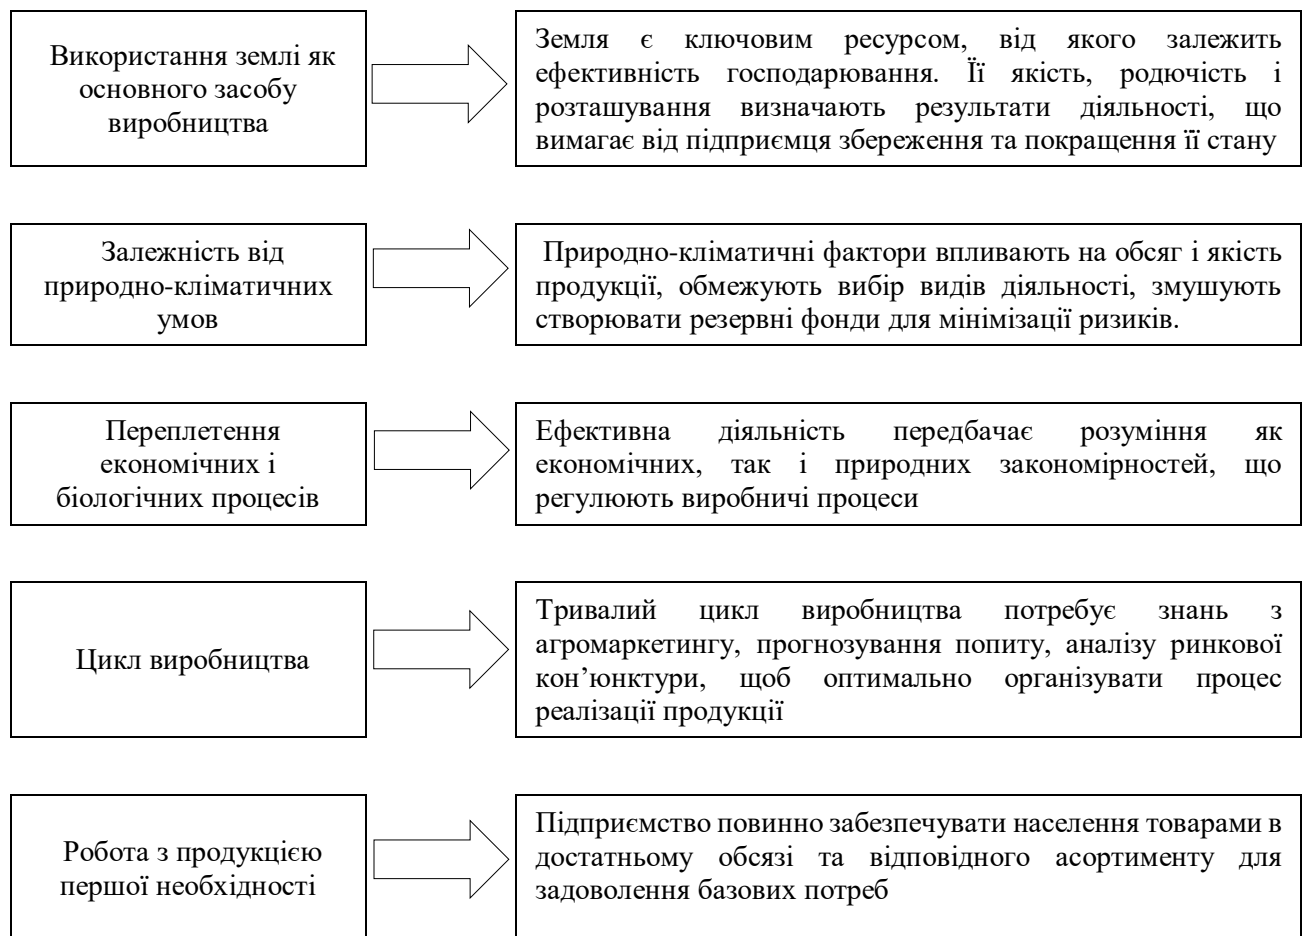 Використання землі як
основного засобу
виробництва
Земля є ключовим ресурсом, від якого залежить
ефективність господарювання. Її якість, родючість і
розташування визначають результати діяльності, що
вимагає від підприємця збереження та покращення її стану
Залежність від
природно-кліматичних
умов
Природно-кліматичні фактори впливають на обсяг і якість
продукції, обмежують вибір видів діяльності, змушують
створювати резервні фонди для мінімізації ризиків.
Переплетення
економічних і
біологічних процесів
Ефективна діяльність передбачає розуміння як
економічних, так і природних закономірностей, що
регулюють виробничі процеси
Цикл виробництва
Тривалий цикл виробництва потребує знань з
агромаркетингу, прогнозування попиту, аналізу ринкової
кон’юнктури, щоб оптимально організувати процес
реалізації продукції
Робота з продукцією
першої необхідності
Підприємство повинно забезпечувати населення товарами в
достатньому обсязі та відповідного асортименту для
задоволення базових потреб